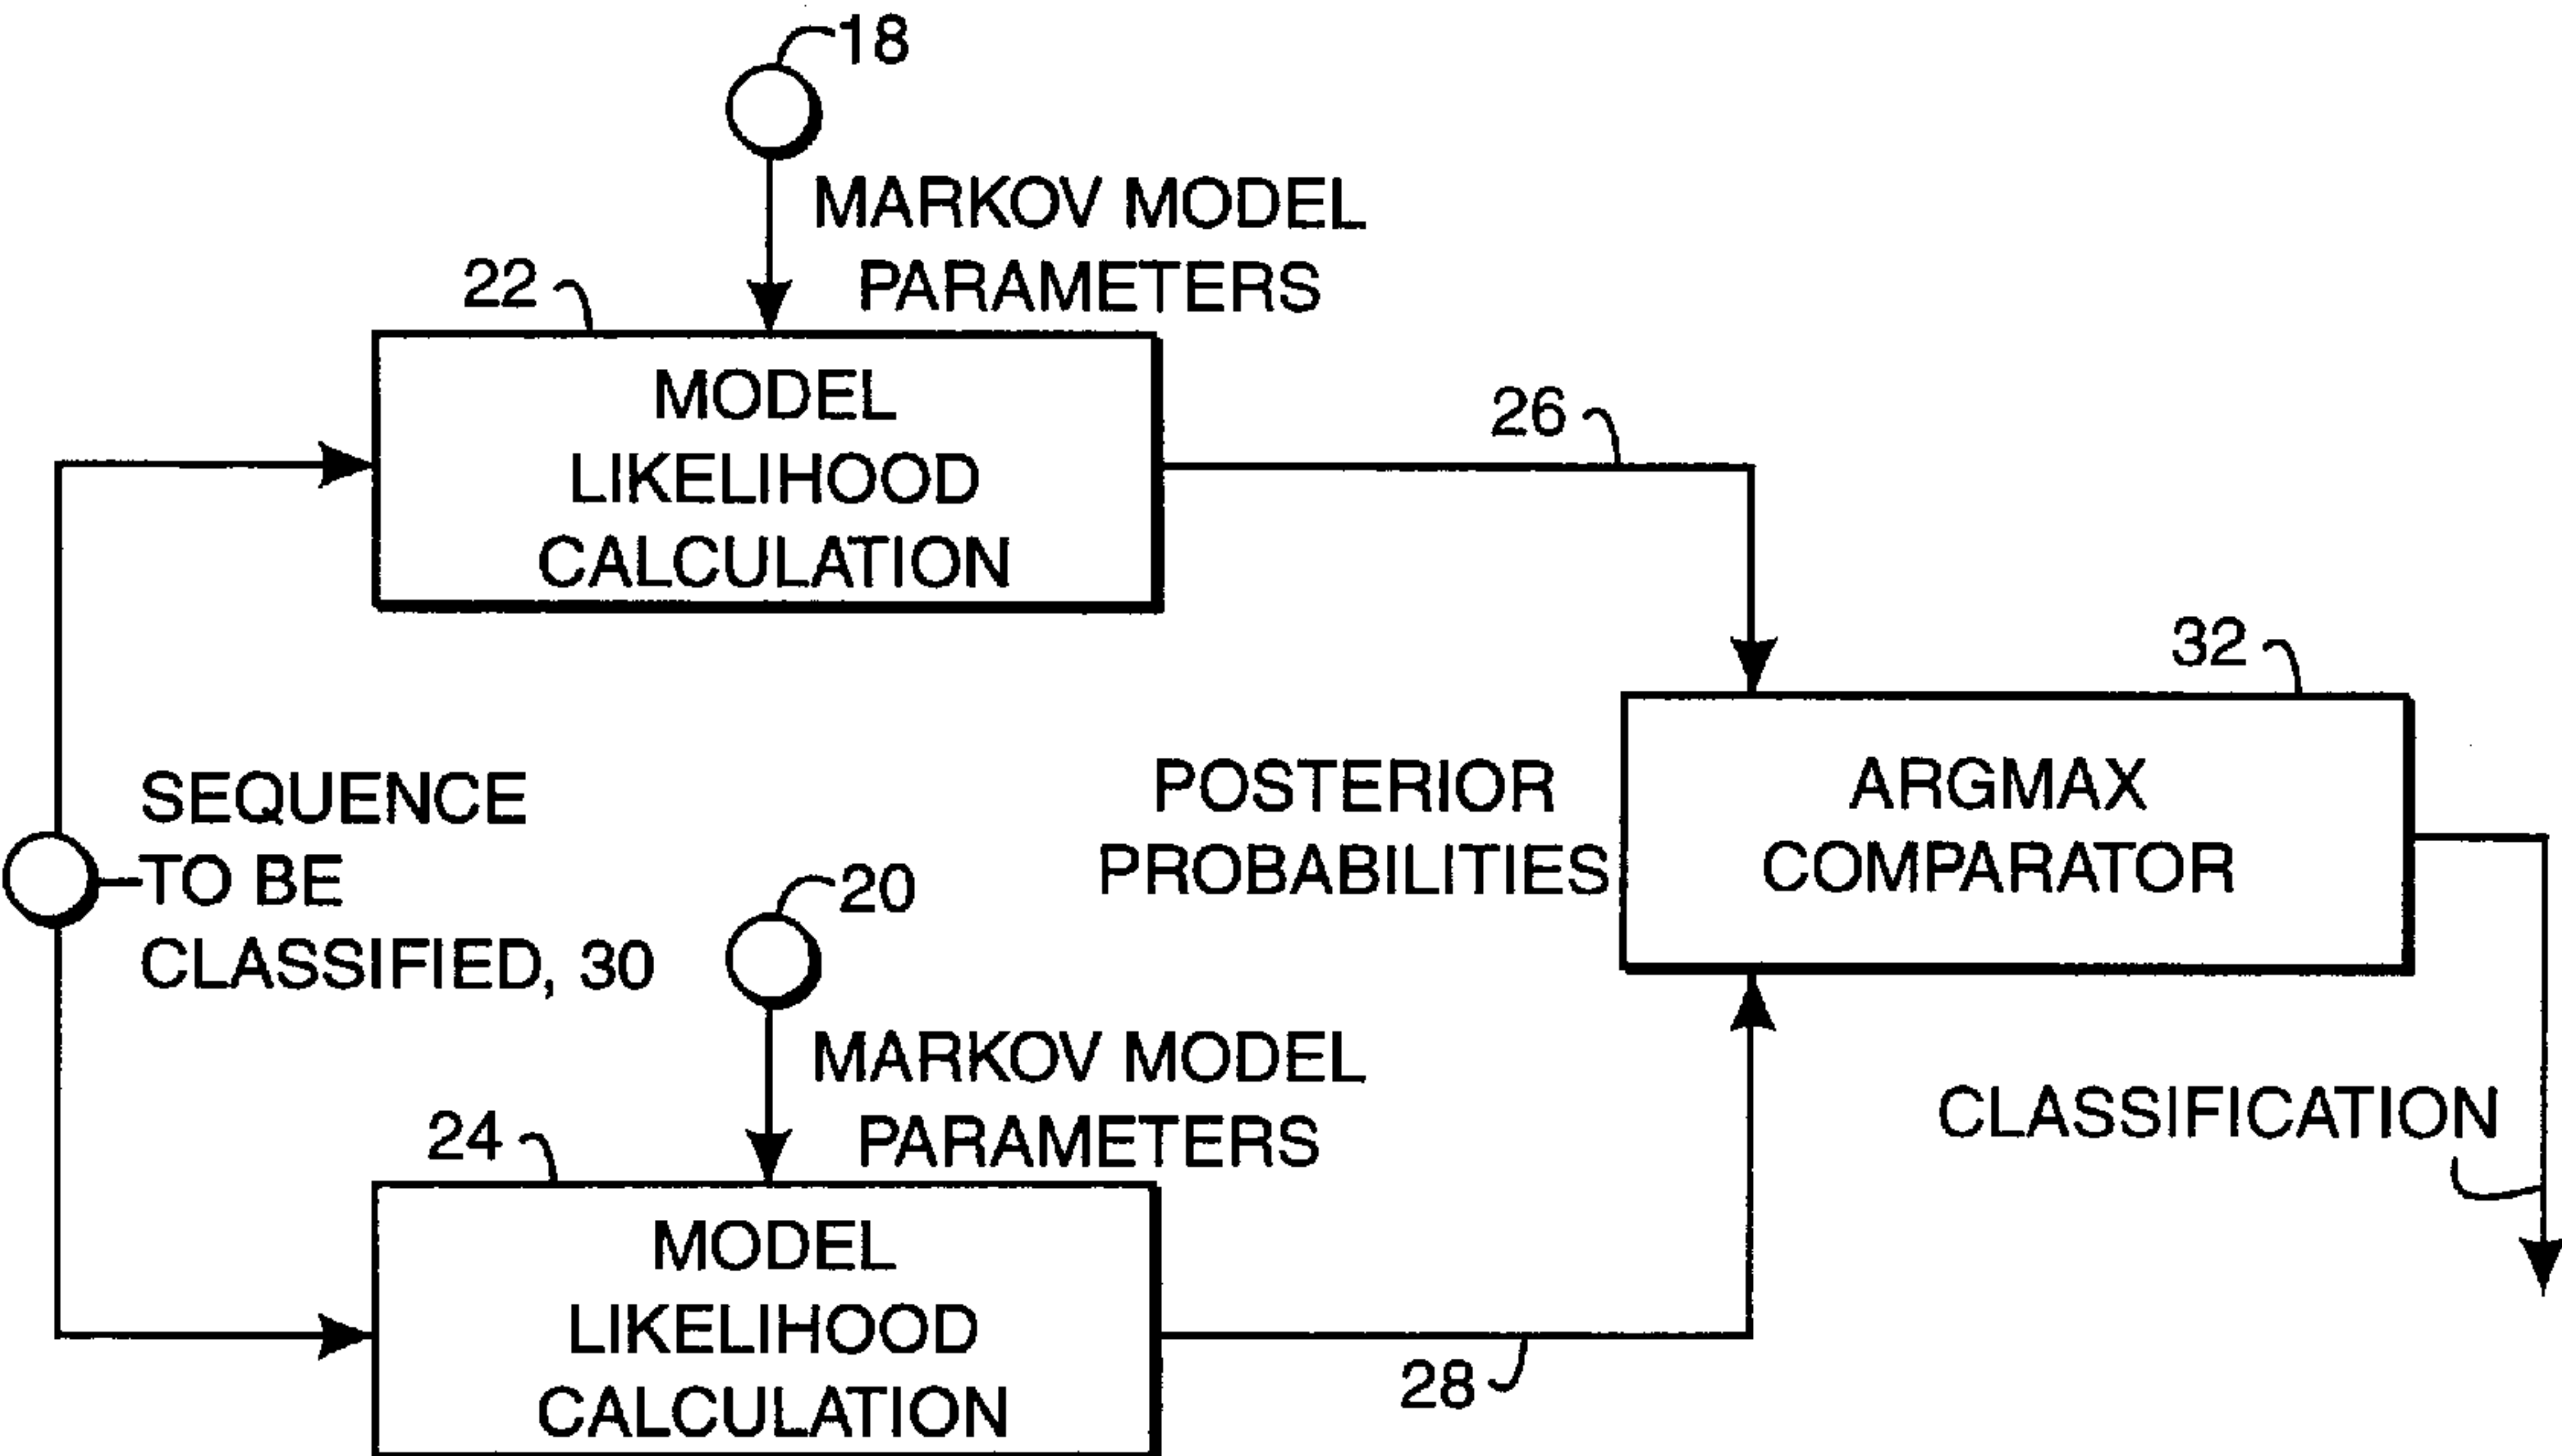 18
MARKOV MODEL
PARAMETERS
22
MODEL
LIKELIHOOD
CALCULATION
26
32
SEQUENCE
TO BE
CLASSIFIED, 30
POSTERIOR
PROBABILITIES
ARGMAX
COMPARATOR
20
MARKOV MODEL
PARAMETERS
24
MODEL
LIKELIHOOD
CALCULATION
28
CLASSIFICATION